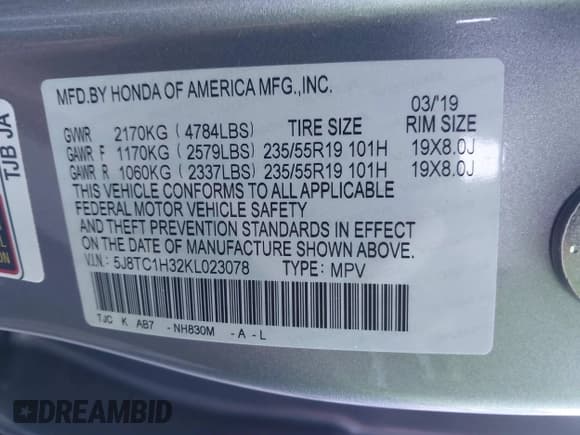 MFD.BY HONDA OF AMERICA MFG.,INC.
03/'19
GVWR 2170KG ( 4784LBS) TIRE SIZE RIM SIZE
GAWR F 1170KG ( 2579LBS) 235/55R19 101H 19X8.0J
GAWR R 1060KG ( 2337LBS) 235/55R19 101H 19X8.0J
THIS VEHICLE CONFORMS TO ALL APPLICABLE
FEDERAL MOTOR VEHICLE SAFETY
AND THEFT PREVENTION STANDARDS IN EFFECT
ON THE DATE OF MANUFACTURE SHOWN ABOVE.
V.I.N.: 5J8TC1H32KL023078 TYPE: MPV
TJC K AB7 -NH830M -A-L
TJB JA
DREAMBID